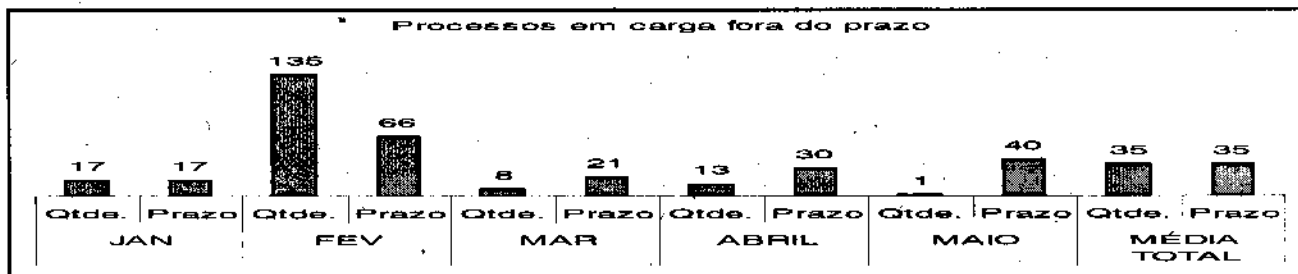 Processos em carga fora do prazo
135
66
17 17 8 21 13 30 1 40 35 35
Qtde. Prazo Qtde. Prazo Qtde. Prazo Qtde. Prazo Qtde. Prazo Qtde. Prazo
JAN FEV MAR ABRIL MAIO MÉDIA
TOTAL